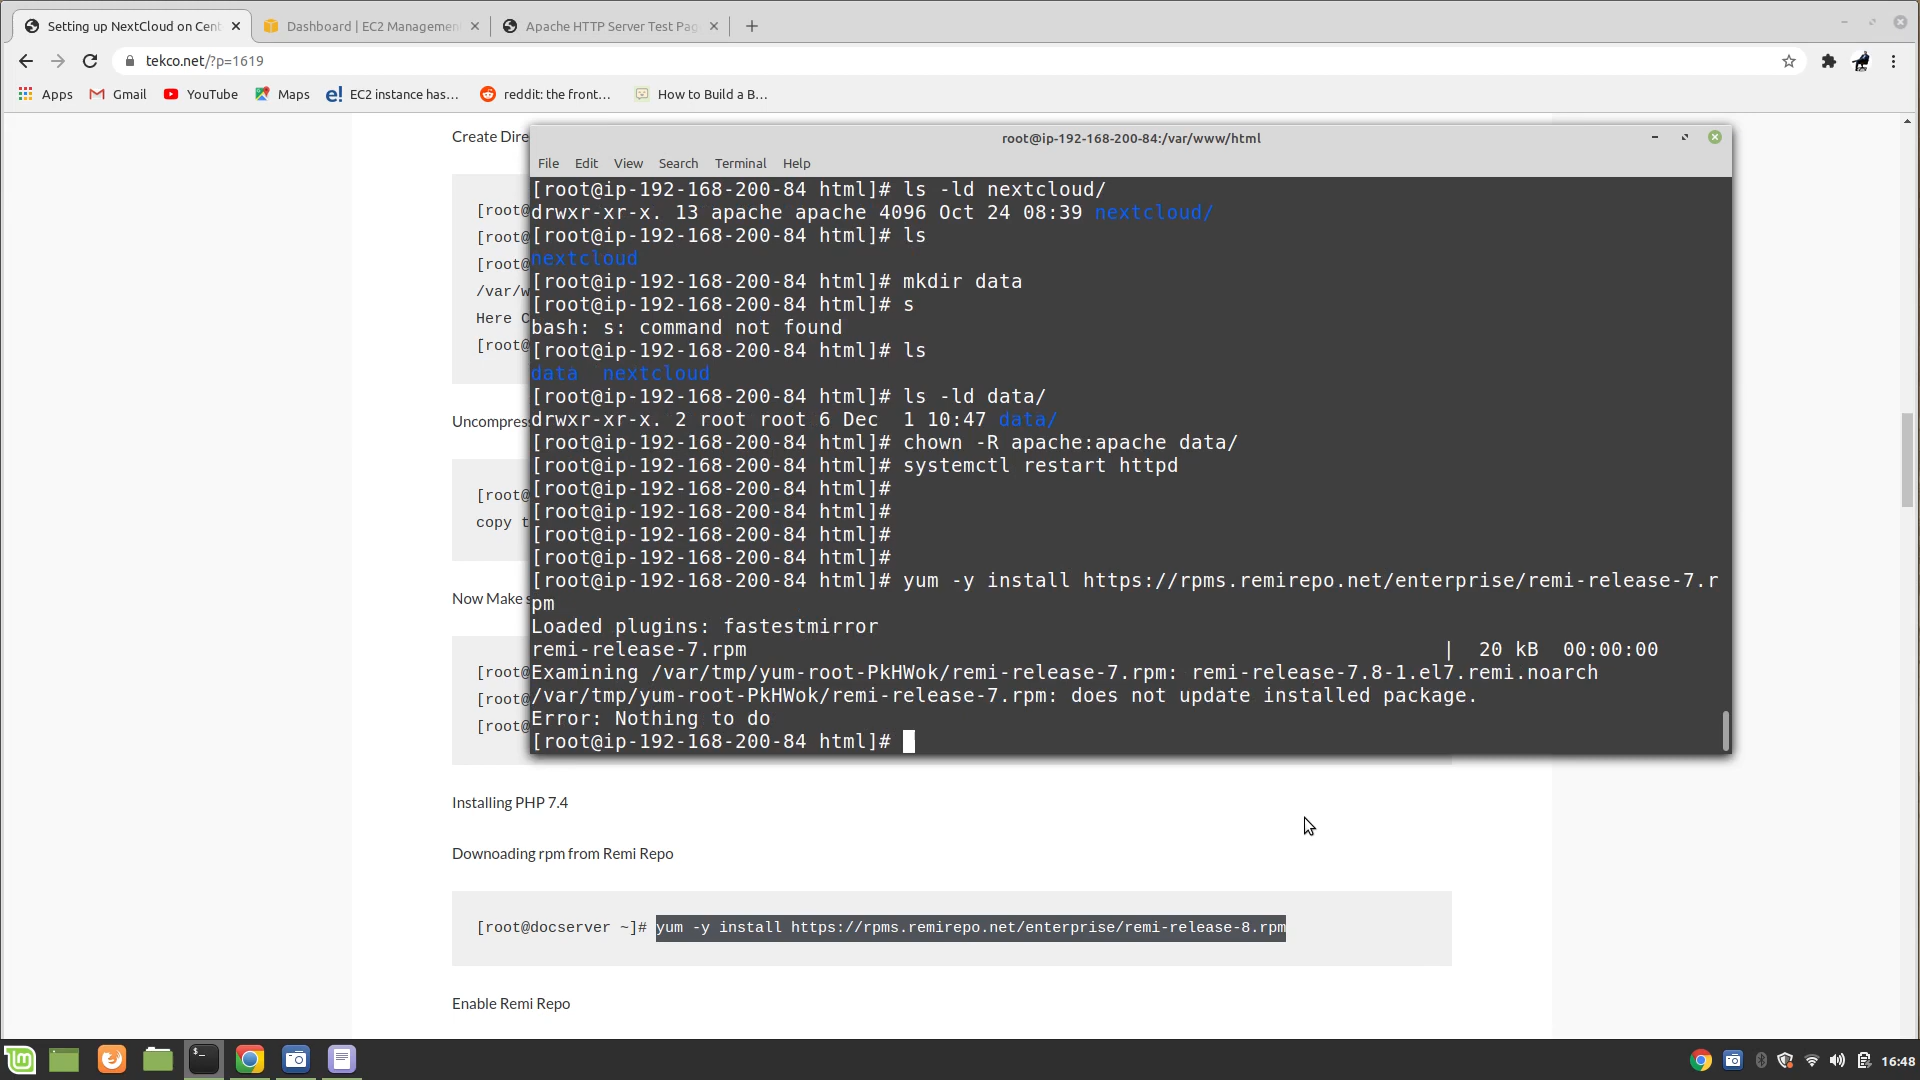 Setting up NextCloud on Cent
Dashboard | EC2 Managemen
Apache HTTP Server Test Pag
tekco.net/?p=1619
Apps
Gmail
YouTube
Maps
e! EC2 instance has...
reddit: the front...
How to Build a B...
Create Dire
root@ip-192-168-200-84:/var/www/html
File Edit View Search Terminal Help
[root@ip-192-168-200-84 html]# ls -ld nextcloud/
drwxr-xr-x. 13 apache apache 4096 Oct 24 08:39 nextcloud/
[root@ip-192-168-200-84 html]# ls
nextcloud
[root@ip-192-168-200-84 html]# mkdir data
[root@ip-192-168-200-84 html]# s
bash: s: command not found
[root@ip-192-168-200-84 html]# ls
data  nextcloud
[root@ip-192-168-200-84 html]# ls -ld data/
drwxr-xr-x. 2 root root 6 Dec  1 10:47 data/
[root@ip-192-168-200-84 html]# chown -R apache:apache data/
[root@ip-192-168-200-84 html]# systemctl restart httpd
[root@ip-192-168-200-84 html]#
[root@ip-192-168-200-84 html]#
[root@ip-192-168-200-84 html]#
[root@ip-192-168-200-84 html]#
[root@ip-192-168-200-84 html]# yum -y install https://rpms.remirepo.net/enterprise/remi-release-7.r
pm
Loaded plugins: fastestmirror
remi-release-7.rpm | 20 kB 00:00:00
Examining /var/tmp/yum-root-PkHWok/remi-release-7.rpm: remi-release-7.8-1.el7.remi.noarch
/var/tmp/yum-root-PkHWok/remi-release-7.rpm: does not update installed package.
Error: Nothing to do
[root@ip-192-168-200-84 html]#
[root@
[root@
[root@
/var/w
Here C
[root@
Uncompress
[root@
copy t
Now Make s
[root@
[root@
[root@
Installing PHP 7.4
Downoading rpm from Remi Repo
[root@docserver ~]# yum -y install https://rpms.remirepo.net/enterprise/remi-release-8.rpm
Enable Remi Repo
16:48